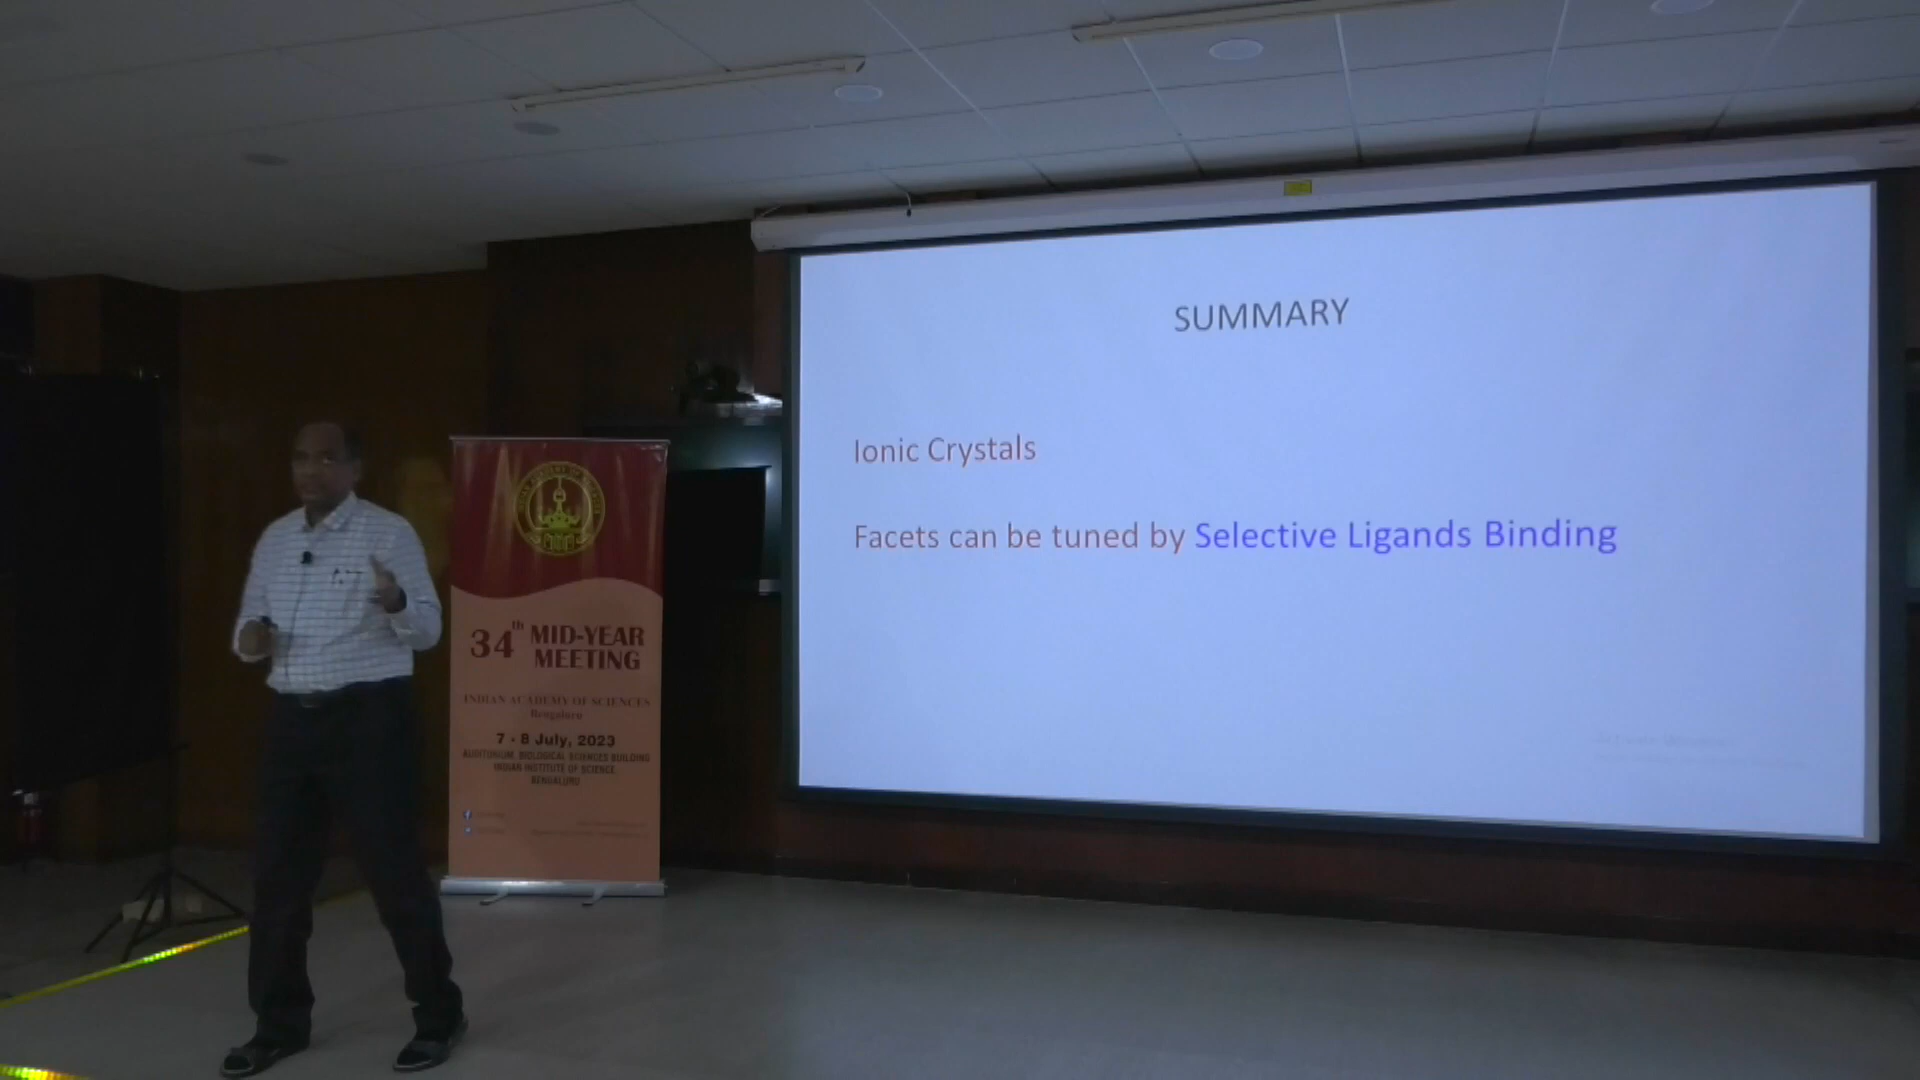 SUMMARY
Ionic Crystals
Facets can be tuned by Selective Ligands Binding
34th MID-YEAR
MEETING
INDIAN ACADEMY OF SCIENCES
Bengaluru
7 - 8 July, 2023
AUDITORIUM, BIOLOGICAL SCIENCES BUILDING
INDIAN INSTITUTE OF SCIENCE
BENGALURU